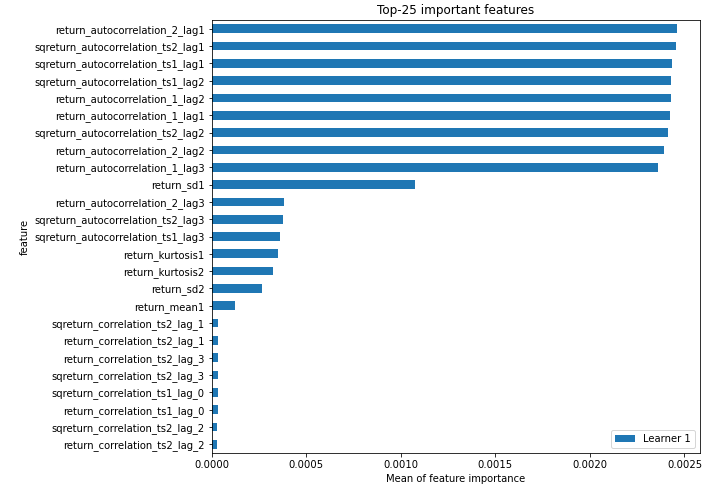 Top-25 important features
return_autocorrelation_2_lag1
sqreturn_autocorrelation_ts2_lag1
sqreturn_autocorrelation_ts1_lag1
sqreturn_autocorrelation_ts1_lag2
return_autocorrelation_1_lag2
return_autocorrelation_1_lag1
sqreturn_autocorrelation_ts2_lag2
return_autocorrelation_2_lag2
return_autocorrelation_1_lag3
return_sd1
return_autocorrelation_2_lag3
sqreturn_autocorrelation_ts2_lag3
sqreturn_autocorrelation_ts1_lag3
return_kurtosis1
return_kurtosis2
return_sd2
return_mean1
sqreturn_correlation_ts2_lag_1
return_correlation_ts2_lag_1
return_correlation_ts2_lag_3
sqreturn_correlation_ts2_lag_3
sqreturn_correlation_ts1_lag_0
return_correlation_ts1_lag_0
sqreturn_correlation_ts2_lag_2
return_correlation_ts2_lag_2
feature
Learner 1
0.0000 0.0005 0.0010 0.0015 0.0020 0.0025
Mean of feature importance